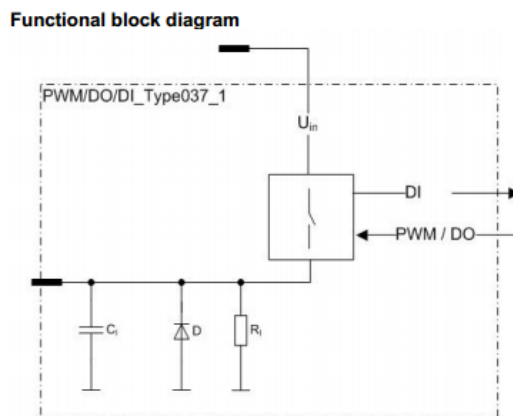 Functional block diagram
PWM/DO/DI_Type037_1
Uin
DI
PWM / DO
CI
D
RI